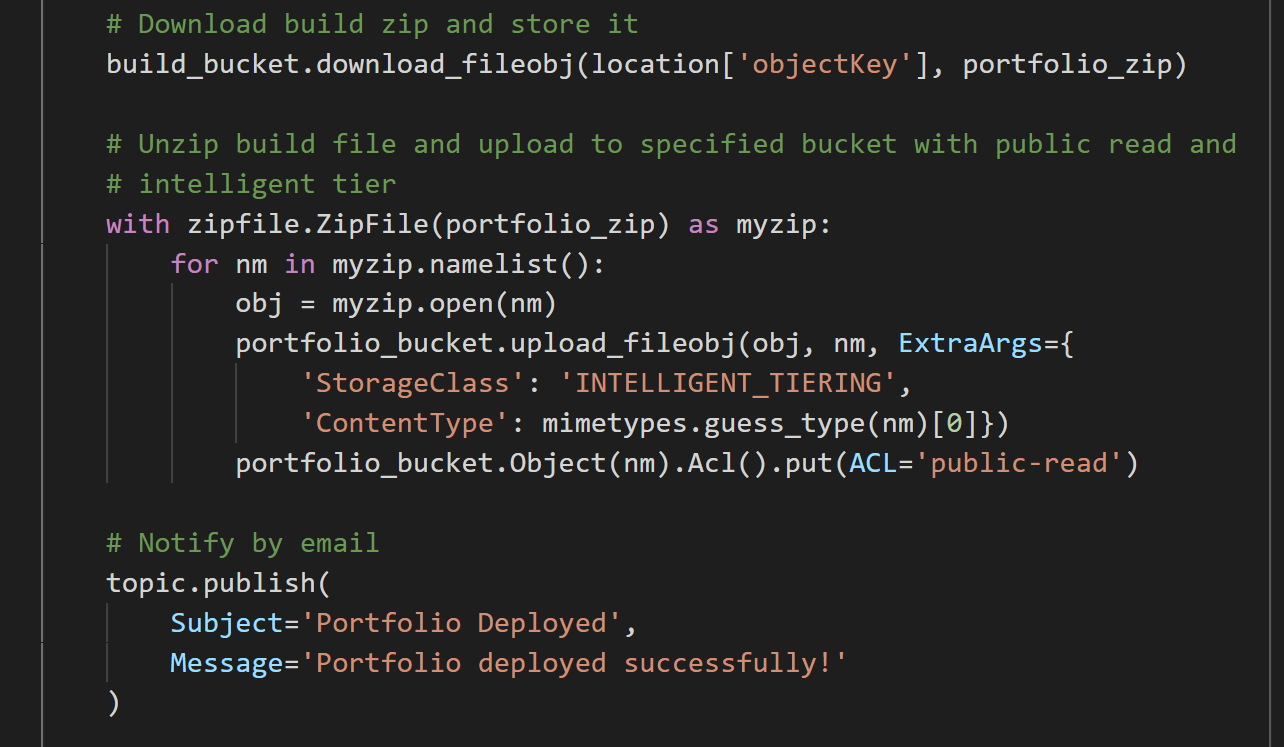 # Download build zip and store it
build_bucket.download_fileobj(location['objectKey'], portfolio_zip)
# Unzip build file and upload to specified bucket with public read and
# intelligent tier
with zipfile.ZipFile(portfolio_zip) as myzip:
    for nm in myzip.namelist():
        obj = myzip.open(nm)
        portfolio_bucket.upload_fileobj(obj, nm, ExtraArgs={
            'StorageClass': 'INTELLIGENT_TIERING',
            'ContentType': mimetypes.guess_type(nm)[0]})
        portfolio_bucket.Object(nm).Acl().put(ACL='public-read')
# Notify by email
topic.publish(
    Subject='Portfolio Deployed',
    Message='Portfolio deployed successfully!'
)